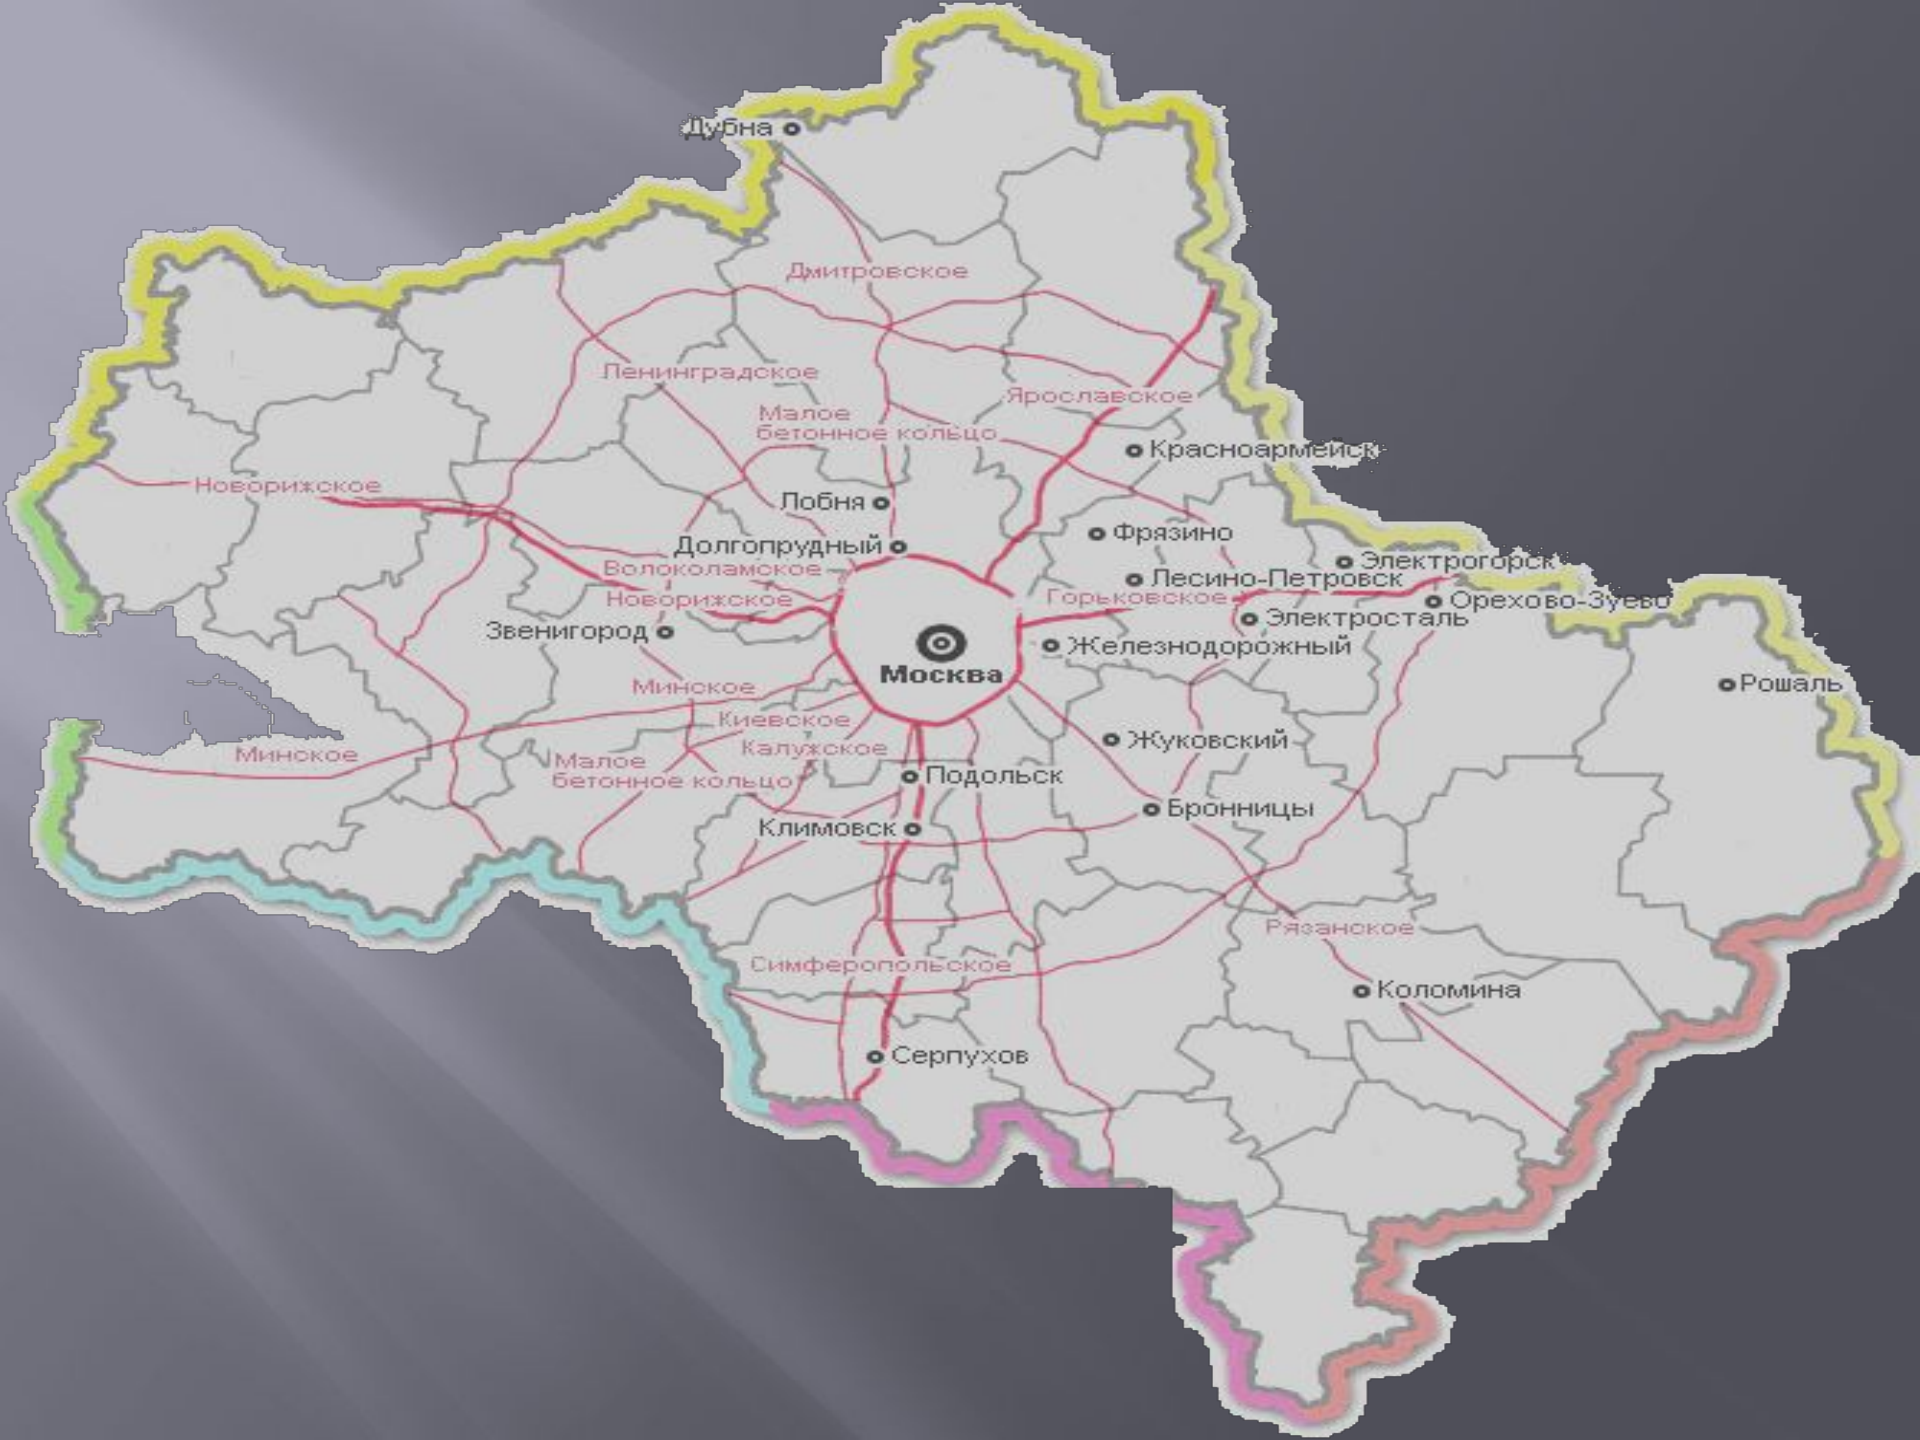 Дубна
Дмитровское
Ленинградское
Ярославское
Малое
бетонное кольцо
Красноармейск
Новорижское
Лобня
Фрязино
Долгопрудный
Электрогорск
Волоколамское
Лесино-Петровск
Новорижское
Горьковское
Орехово-Зуево
Электросталь
Звенигород
Железнодорожный
Москва
Рошаль
Минское
Киевское
Жуковский
Калужское
Минское
Малое
бетонное кольцо
Подольск
Бронницы
Климовск
Рязанское
Симферопольское
Коломина
Серпухов